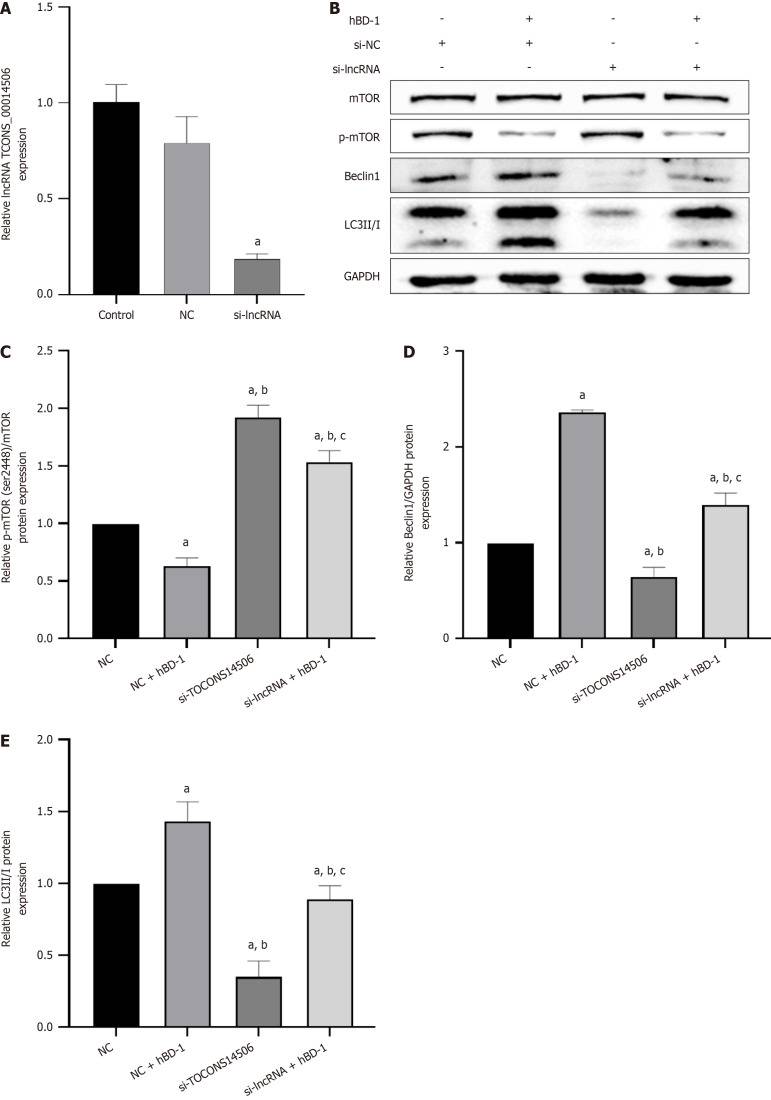 A
Relative lncRNA TCONS_00014506
expression
1.5
1.0
0.5
0.0
a
Control NC si-lncRNA
B
hBD-1 - + - +
si-NC + + - -
si-lncRNA - - + +
mTOR
p-mTOR
Beclin1
LC3II/I
GAPDH
C
Relative p-mTOR (ser2448)/mTOR
protein expression
2.5
2.0
1.5
1.0
0.5
0.0
a
a, b
a, b, c
NC
NC + hBD-1
si-TOCONS14506
si-lncRNA + hBD-1
D
Relative Beclin1/GAPDH protein
expression
3
2
1
0
a
a, b
a, b, c
NC
NC + hBD-1
si-TOCONS14506
si-lncRNA + hBD-1
E
Relative LC3II/I protein
expression
2.0
1.5
1.0
0.5
0.0
a
a, b
a, b, c
NC
NC + hBD-1
si-TOCONS14506
si-lncRNA + hBD-1